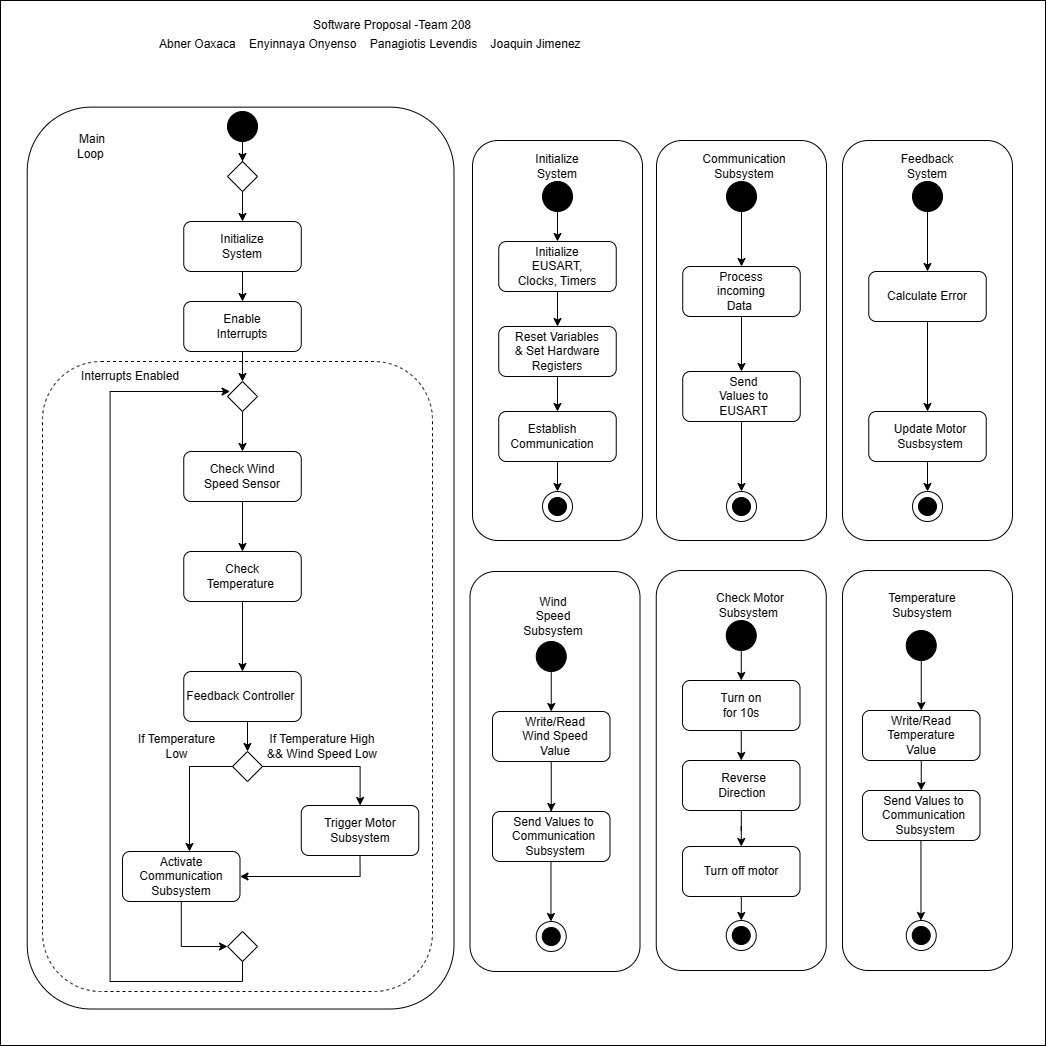 Software Proposal -Team 208
Abner Oaxaca Enyinnaya Onyenso Panagiotis Levendis Joaquin Jimenez
Main
Loop
Initialize
System
Enable
Interrupts
Interrupts Enabled
Check Wind
Speed Sensor
Check
Temperature
Feedback Controller
If Temperature
Low
If Temperature High
&& Wind Speed Low
Trigger Motor
Subsystem
Activate
Communication
Subsystem
Initialize
System
Initialize
EUSART,
Clocks, Timers
Reset Variables
& Set Hardware
Registers
Establish
Communication
Communication
Subsystem
Process
incoming
Data
Send
Values to
EUSART
Feedback
System
Calculate Error
Update Motor
Susbsystem
Wind
Speed
Subsystem
Write/Read
Wind Speed
Value
Send Values to
Communication
Subsystem
Check Motor
Subsystem
Turn on
for 10s
Reverse
Direction
Turn off motor
Temperature
Subsystem
Write/Read
Temperature
Value
Send Values to
Communication
Subsystem